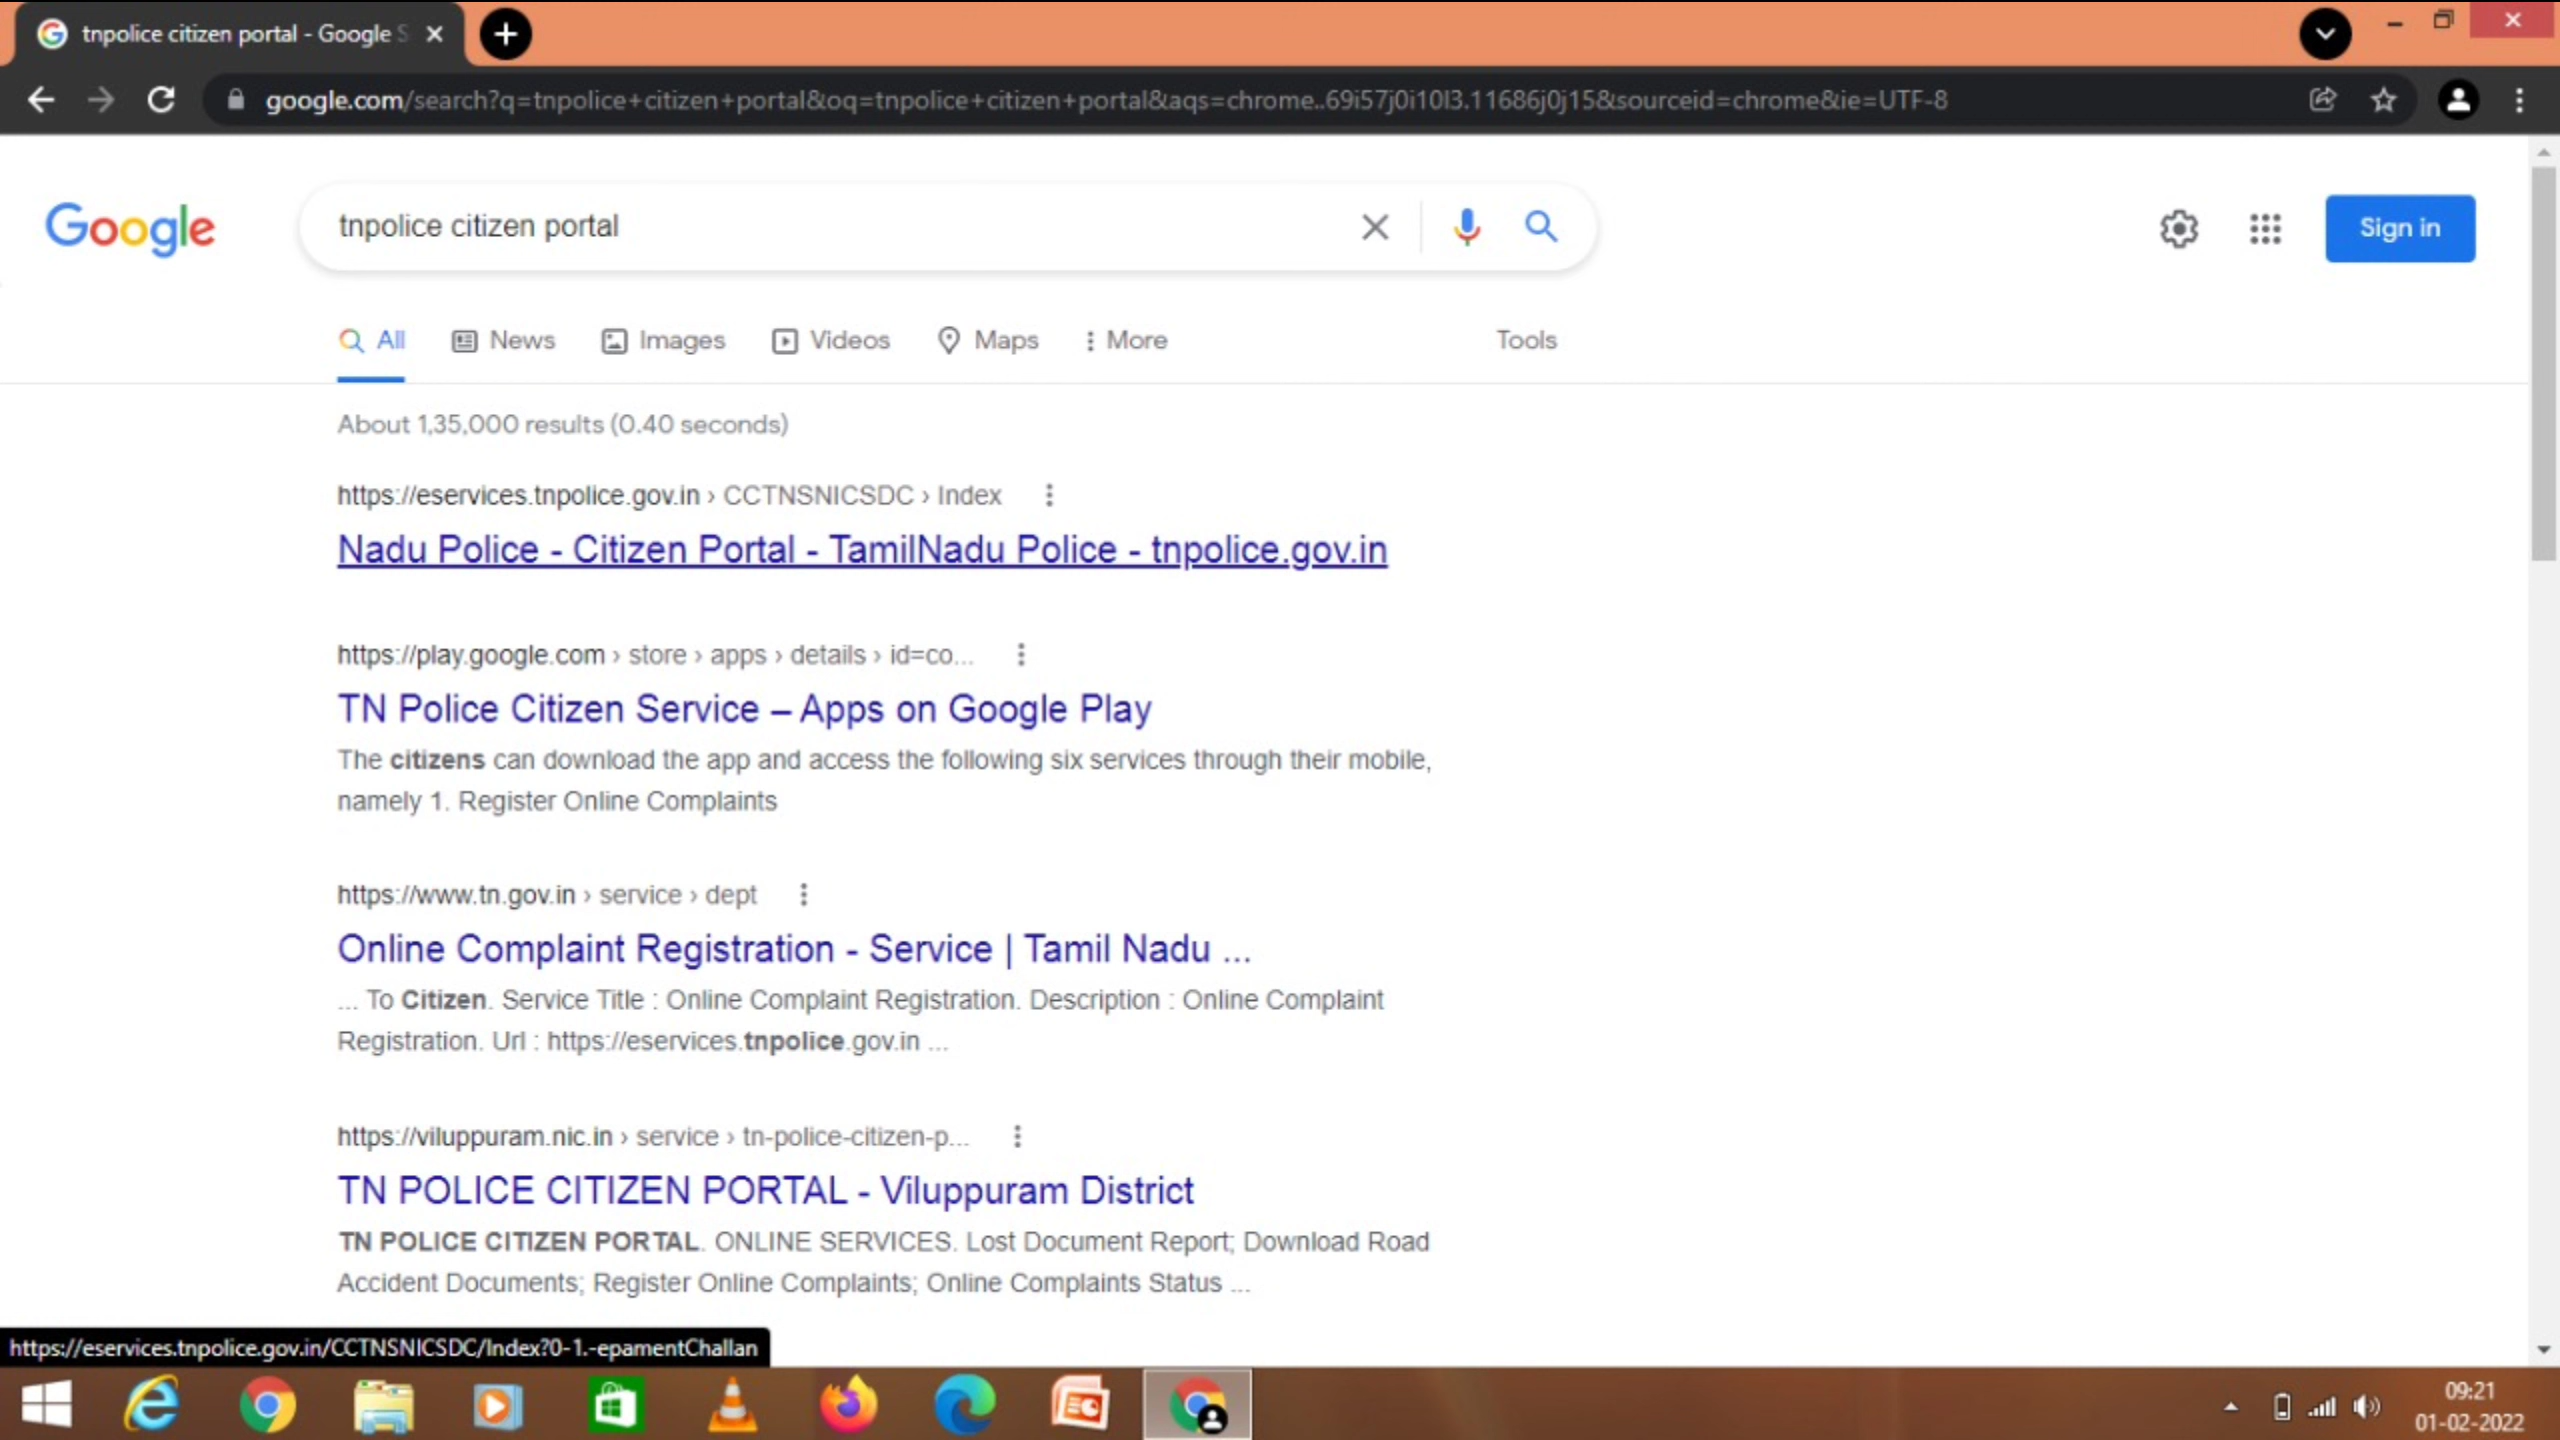 tnpolice citizen portal - Google S
google.com/search?q=tnpolice+citizen+portal&oq=tnpolice+citizen+portal&aqs=chrome..69i57j0i10l3.11686j0j15&sourceid=chrome&ie=UTF-8
Google
tnpolice citizen portal
Sign in
All
News
Images
Videos
Maps
More
Tools
About 1,35,000 results (0.40 seconds)
https://eservices.tnpolice.gov.in › CCTNSNICSDC › Index
Nadu Police - Citizen Portal - TamilNadu Police - tnpolice.gov.in
https://play.google.com › store › apps › details › id=co...
TN Police Citizen Service – Apps on Google Play
The citizens can download the app and access the following six services through their mobile,
namely 1. Register Online Complaints
https://www.tn.gov.in › service › dept
Online Complaint Registration - Service | Tamil Nadu ...
... To Citizen. Service Title : Online Complaint Registration. Description : Online Complaint
Registration. Url : https://eservices.tnpolice.gov.in ...
https://viluppuram.nic.in › service › tn-police-citizen-p...
TN POLICE CITIZEN PORTAL - Viluppuram District
TN POLICE CITIZEN PORTAL. ONLINE SERVICES. Lost Document Report; Download Road
Accident Documents; Register Online Complaints; Online Complaints Status ...
https://eservices.tnpolice.gov.in/CCTNSNICSDC/Index?0-1.-epamentChallan
09:21
01-02-2022